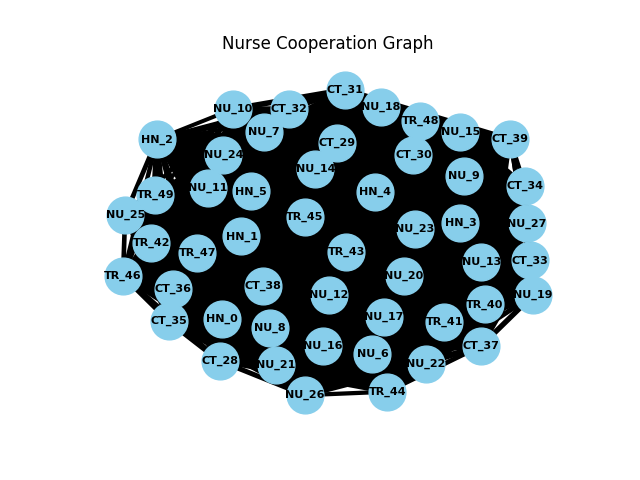 Nurse Cooperation Graph
CT_31
NU_10
CT_32
NU_18
TR_48
NU_7
NU_15
HN_2
CT_39
CT_29
NU_24
CT_30
NU_14
NU_9
NU_11
HN_5
HN_4
CT_34
TR_49
NU_25
TR_45
NU_23
HN_3
NU_27
HN_1
TR_42
TR_47
TR_43
NU_13
CT_33
TR_46
NU_20
CT_36
CT_38
NU_12
NU_19
TR_40
CT_35
HN_0
NU_8
NU_17
TR_41
NU_16
CT_37
NU_6
CT_28
NU_21
NU_22
NU_26
TR_44